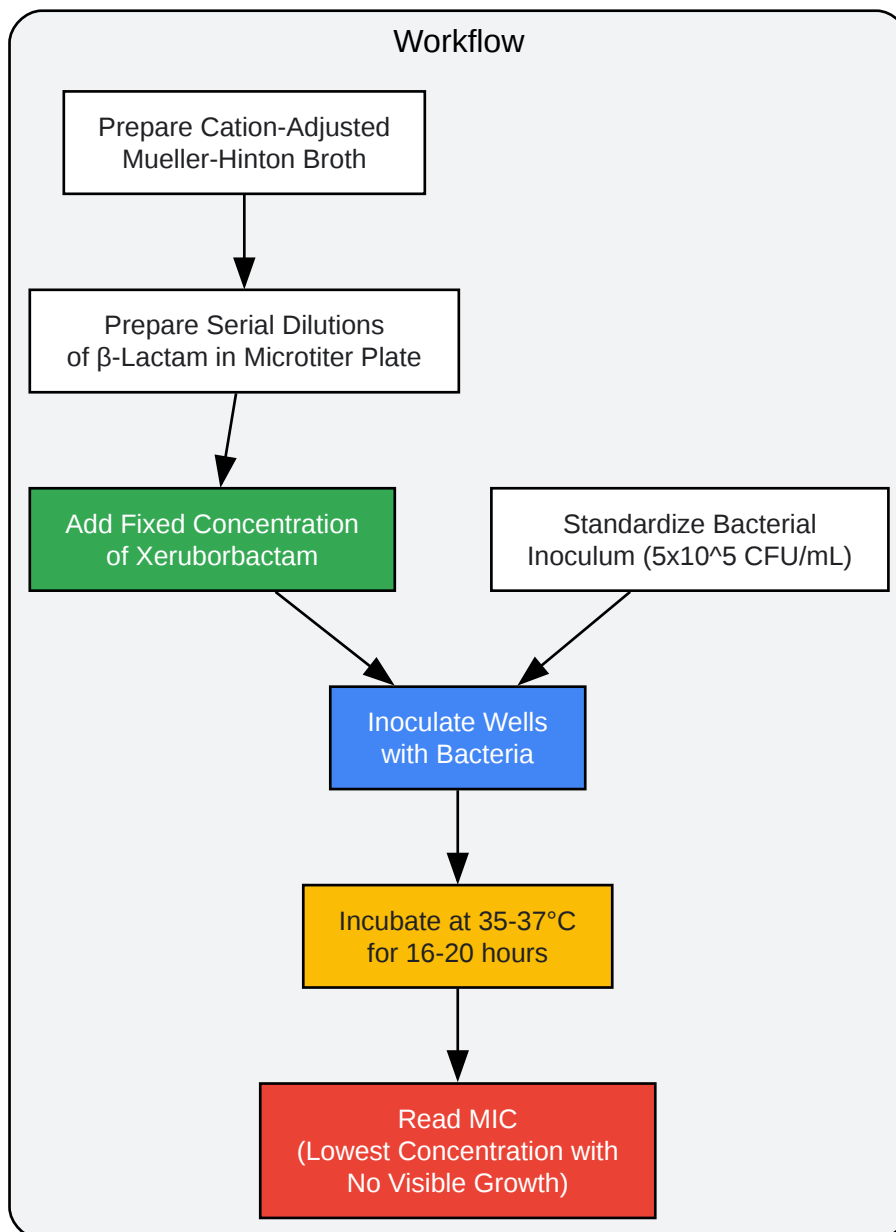 Workflow
Prepare Cation-Adjusted
Mueller-Hinton Broth
Prepare Serial Dilutions
of β-Lactam in Microtiter Plate
Add Fixed Concentration
of Xeruborbactam
Standardize Bacterial
Inoculum (5x10^5 CFU/mL)
Inoculate Wells
with Bacteria
Incubate at 35-37°C
for 16-20 hours
Read MIC
(Lowest Concentration with
No Visible Growth)